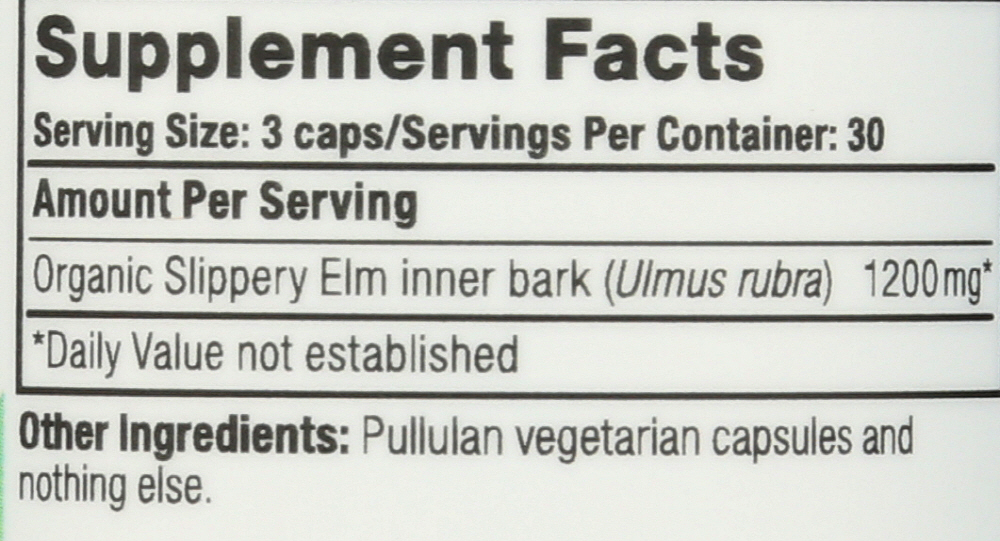 Supplement Facts
Serving Size: 3 caps/Servings Per Container: 30
Amount Per Serving
Organic Slippery Elm inner bark (Ulmus rubra) 1200mg*
*Daily Value not established
Other Ingredients: Pullulan vegetarian capsules and
nothing else.